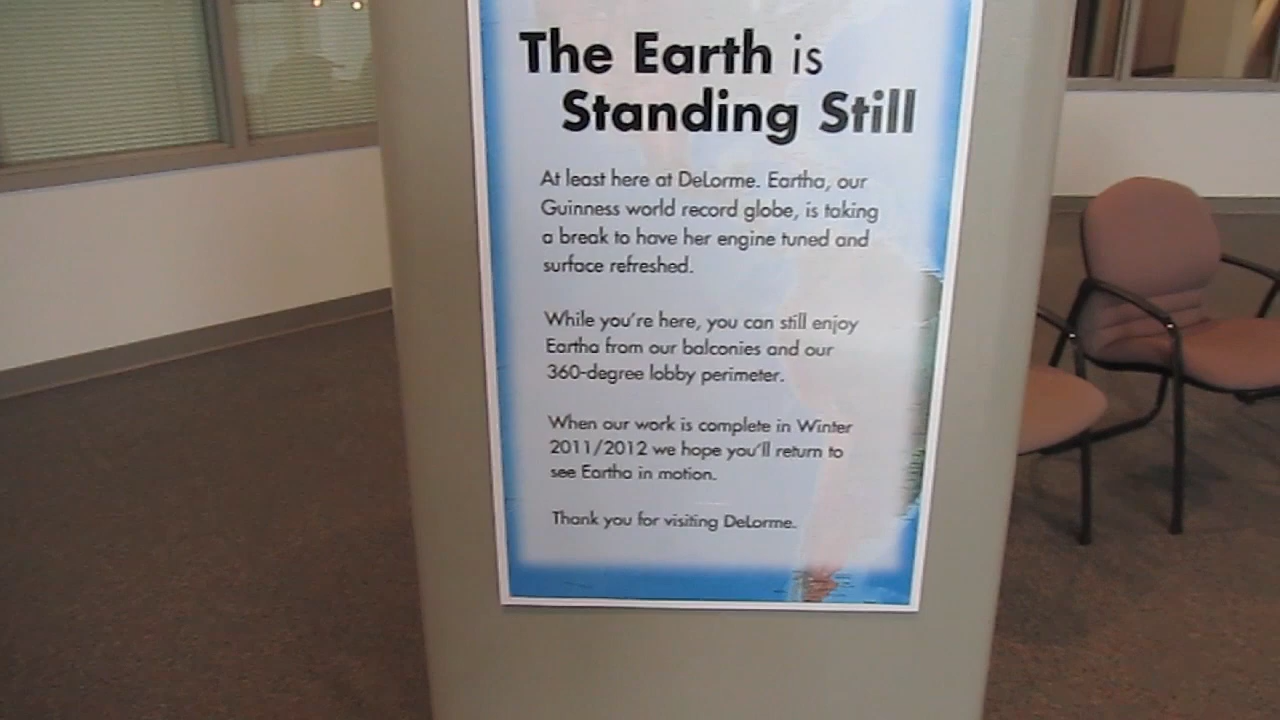 The Earth is
Standing Still
At least here at DeLorme. Eartha, our
Guinness world record globe, is taking
a break to have her engine tuned and
surface refreshed.
While you're here, you can still enjoy
Eartha from our balconies and our
360-degree lobby perimeter.
When our work is complete in Winter
2011/2012 we hope you'll return to
see Eartha in motion.
Thank you for visiting DeLorme.